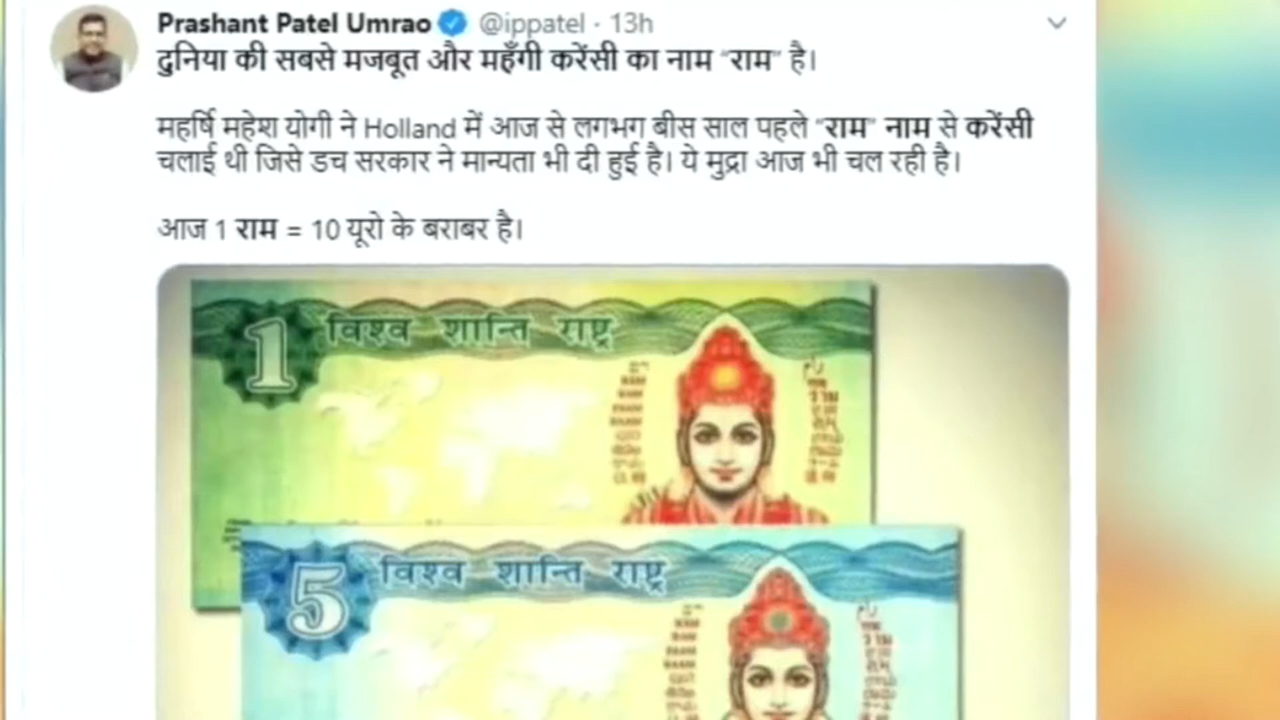 Prashant Patel Umrao @ippatel · 13h
दुनिया की सबसे मजबूत और महँगी करेंसी का नाम "राम" है।
महर्षि महेश योगी ने Holland में आज से लगभग बीस साल पहले "राम" नाम से करेंसी
चलाई थी जिसे डच सरकार ने मान्यता भी दी हुई है। ये मुद्रा आज भी चल रही है।
आज 1 राम = 10 यूरो के बराबर है।
1 विश्व शान्ति राष्ट्र
5 विश्व शान्ति राष्ट्र